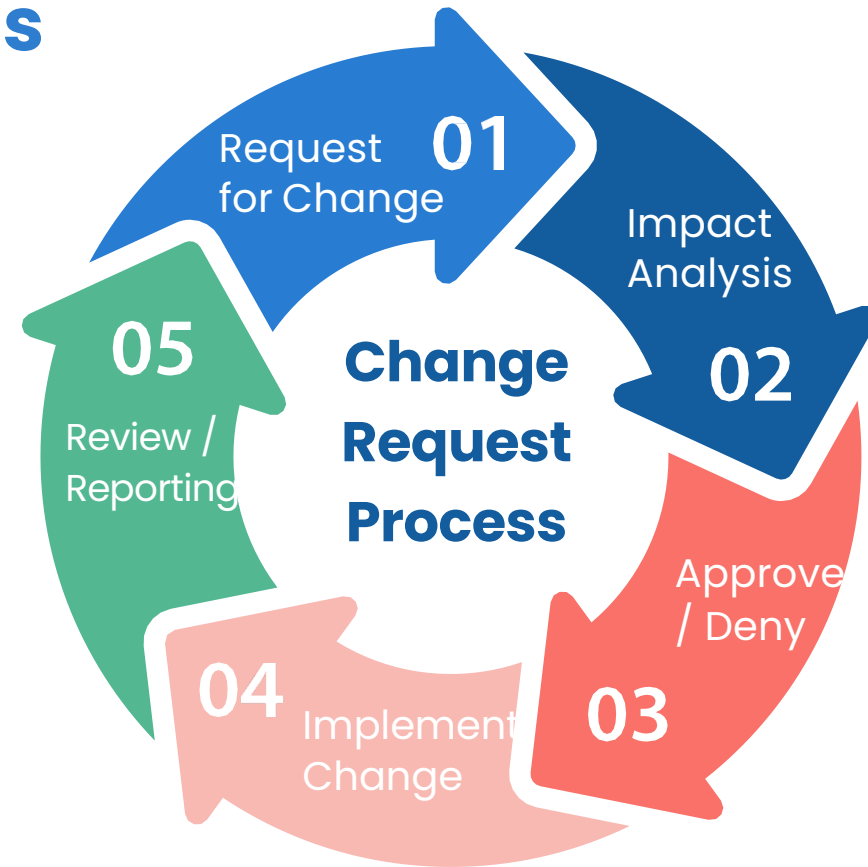 s
Request
for Change
01
Impact
Analysis
02
Approve
/ Deny
03
04
Implement
Change
05
Review /
Reporting
Change
Request
Process